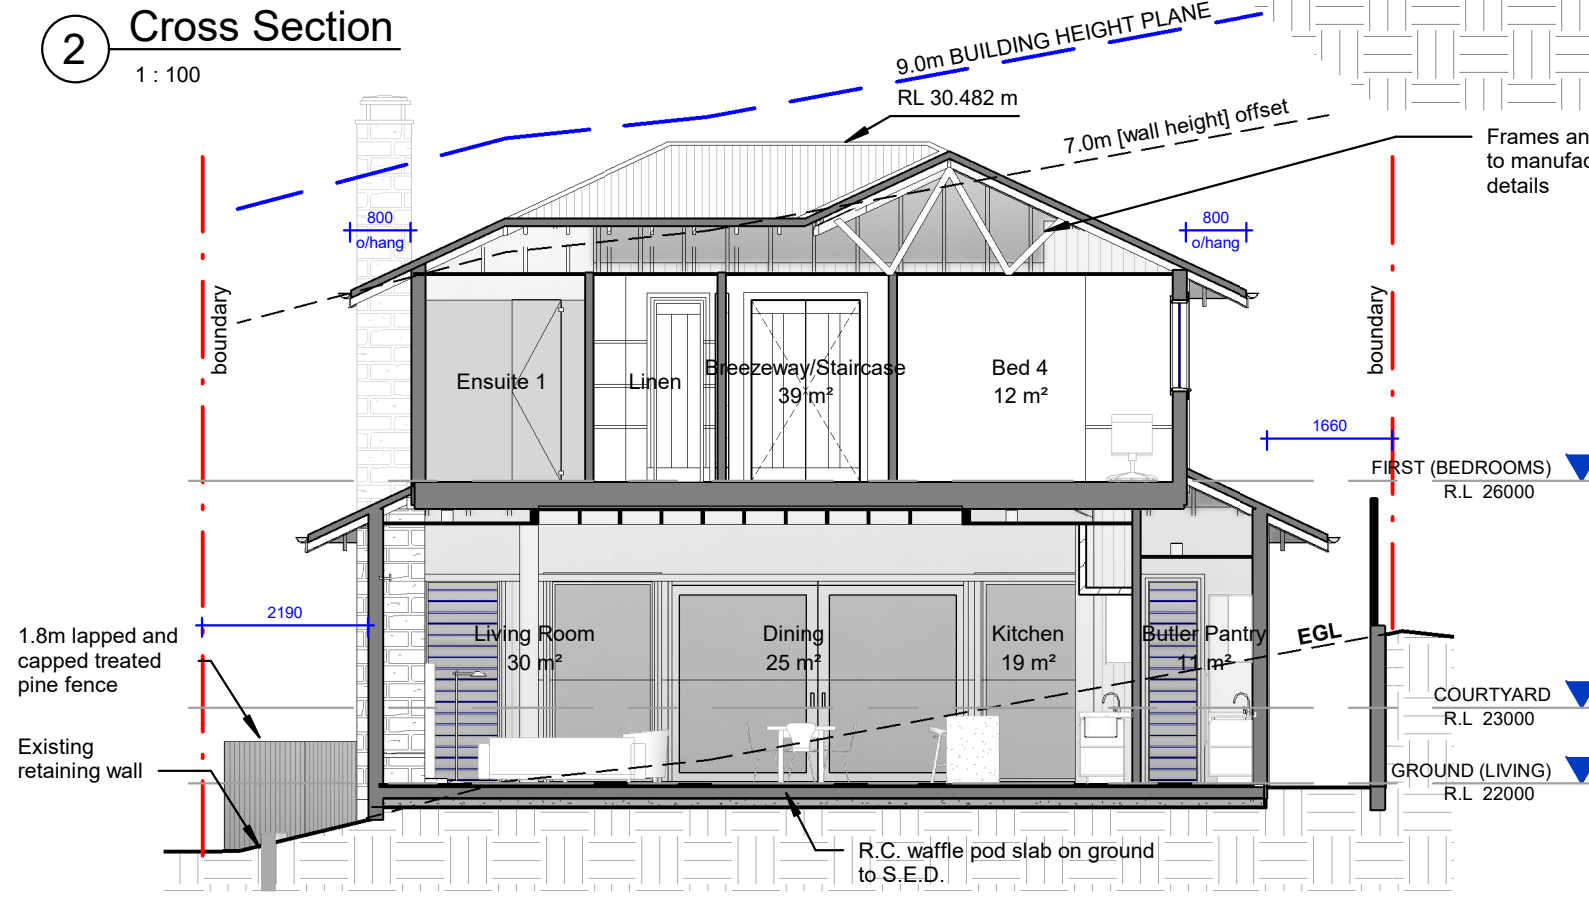 2 Cross Section
1 : 100
9.0m BUILDING HEIGHT PLANE
RL 30.482 m
7.0m [wall height] offset
Frames an
to manufac
details
800
o/hang
800
o/hang
boundary
boundary
Ensuite 1
Linen
Breezeway/Staircase
39 m²
Bed 4
12 m²
1660
FIRST (BEDROOMS)
R.L 26000
2190
1.8m lapped and
capped treated
pine fence
Living Room
30 m²
Dining
25 m²
Kitchen
19 m²
Butler Pantry
11 m²
EGL
COURTYARD
R.L 23000
Existing
retaining wall
GROUND (LIVING)
R.L 22000
R.C. waffle pod slab on ground
to S.E.D.